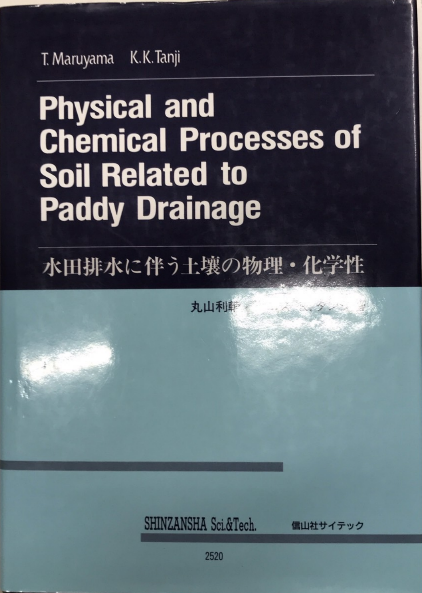 T. Maruyama K. K. Tanji
Physical and
Chemical Processes of
Soil Related to
Paddy Drainage
水田排水に伴う土壌の物理・化学性
丸山利輔
SHINZANSHA Sci.&Tech. 信山社サイテック
2520